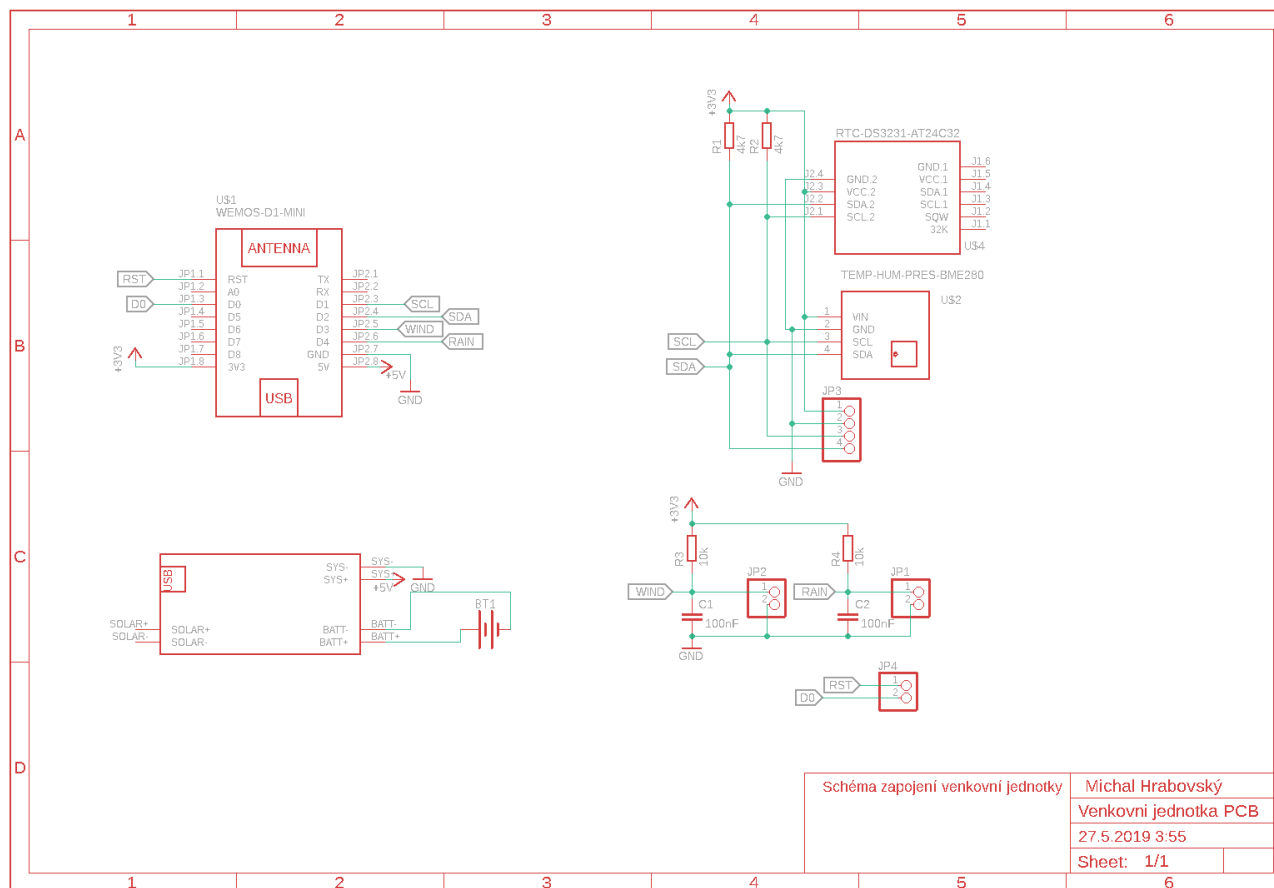 1 2 3 4 5 6
A
B
C
D
U$1
WEMOS-D1-MINI
ANTENNA
RST
D0
+3V3
JP1.1 RST TX JP2.1
JP1.2 A0 RX JP2.2
JP1.3 D0 D1 JP2.3
JP1.4 D5 D2 JP2.4
JP1.5 D6 D3 JP2.5
JP1.6 D7 D4 JP2.6
JP1.7 D8 GND JP2.7
JP1.8 3V3 5V JP2.8
SCL
SDA
WIND
RAIN
+5V
GND
USB
+3V3
R1 4k7 R2 4k7
RTC-DS3231-AT24C32
GND.1 J1.6
J2.4 GND.2 VCC.1 J1.5
J2.3 VCC.2 SDA.1 J1.4
J2.2 SDA.2 SCL.1 J1.3
J2.1 SCL.2 SQW J1.2
32K J1.1
U$4
TEMP-HUM-PRES-BME280
U$2
1 VIN
2 GND
3 SCL
4 SDA
SCL
SDA
JP3
1
2
3
4
GND
USB
SYS- SYS-
SYS+ SYS+
+5V GND
BT1
SOLAR+ SOLAR+ BATT- BATT-
SOLAR- SOLAR- BATT+ BATT+
+3V3
R3 10k R4 10k
WIND JP2 RAIN JP1
1 1
2 2
C1 C2
100nF 100nF
GND
JP4
RST 1
D0 2
Schéma zapojení venkovní jednotky
Michal Hrabovský
Venkovni jednotka PCB
27.5.2019 3:55
Sheet: 1/1
1 2 3 4 5 6